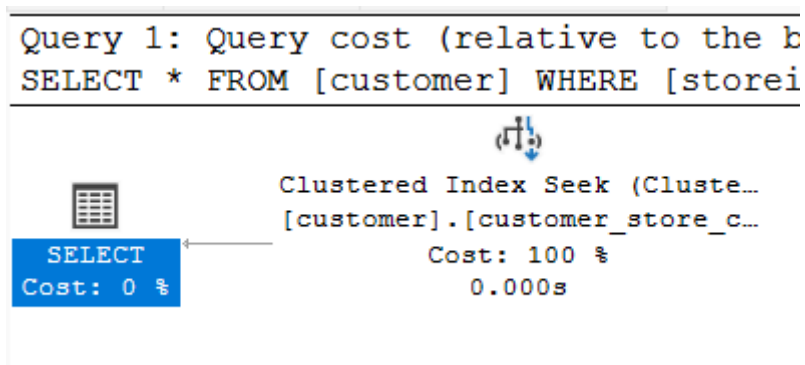 Query 1: Query cost (relative to the b
SELECT * FROM [customer] WHERE [storei
Clustered Index Seek (Cluste…
[customer].[customer_store_c…
Cost: 100 %
0.000s
SELECT
Cost: 0 %